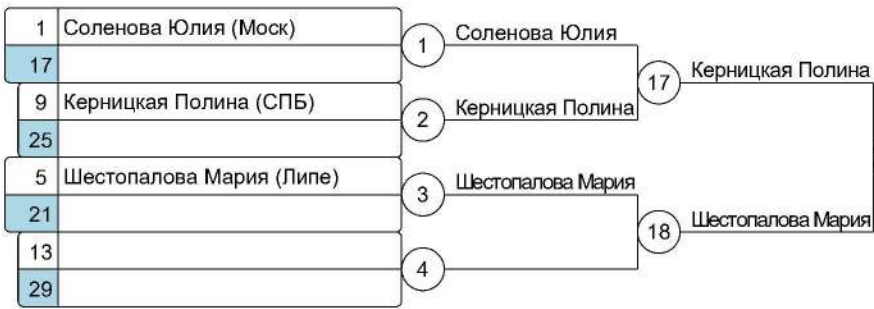 1 Соленова Юлия (Моск)
17
9 Керницкая Полина (СПБ)
25
5 Шестопалова Мария (Липе)
21
13
29
1 Соленова Юлия
2 Керницкая Полина
3 Шестопалова Мария
4
17 Керницкая Полина
18 Шестопалова Мария